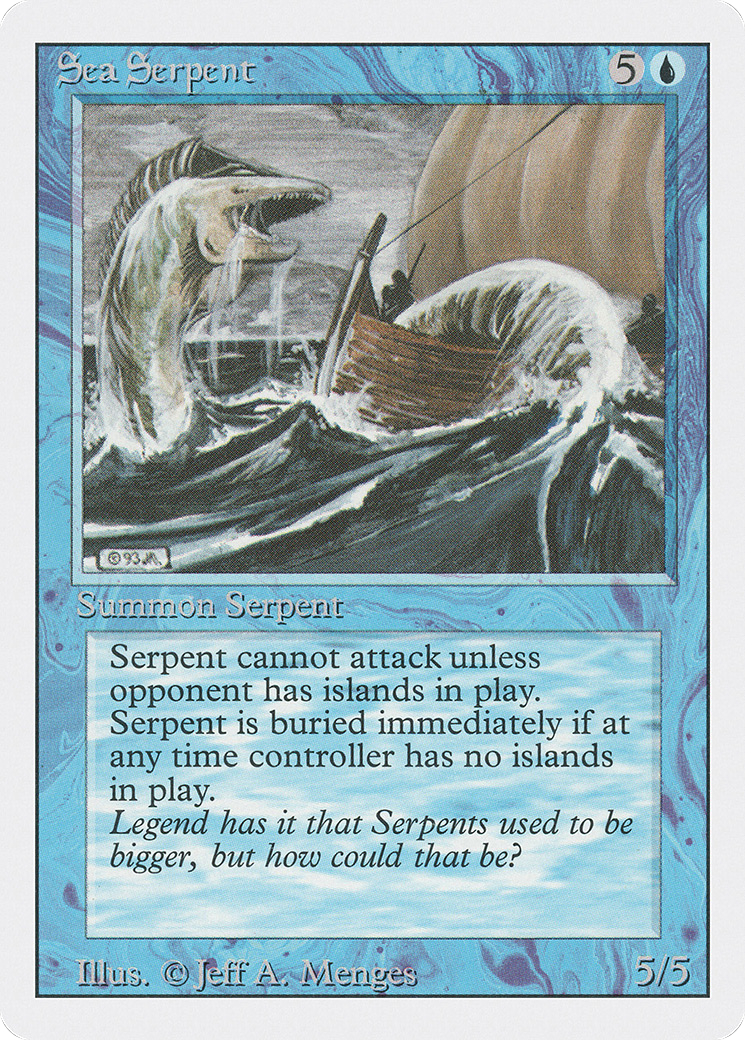 Sea Serpent 5
© 93 JM.
Summon Serpent
Serpent cannot attack unless
opponent has islands in play.
Serpent is buried immediately if at
any time controller has no islands
in play.
Legend has it that Serpents used to be
bigger, but how could that be?
Illus. © Jeff A. Menges 5/5